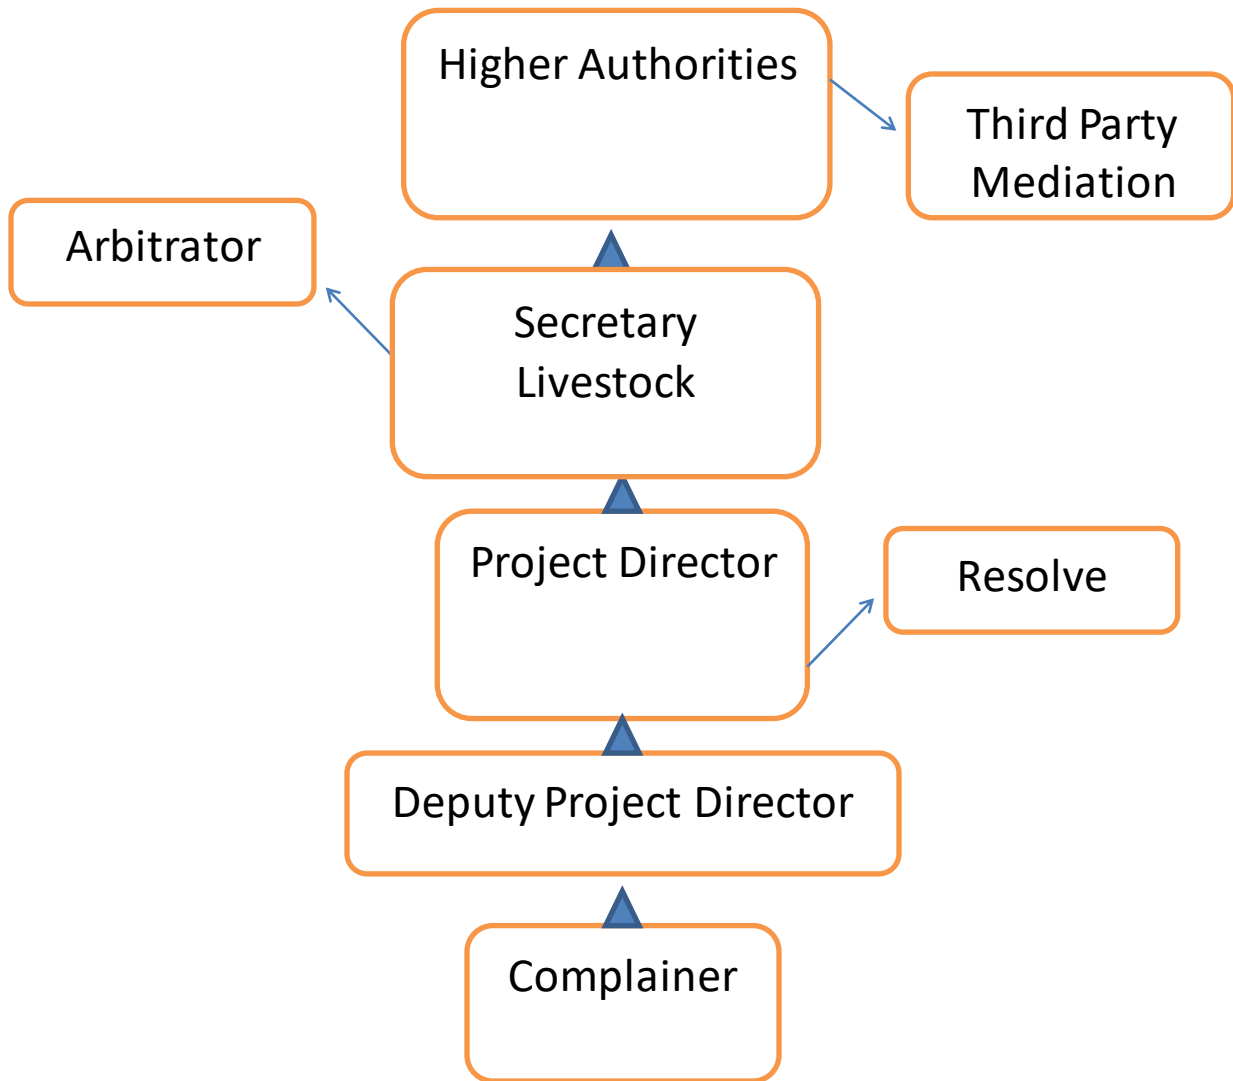 Higher Authorities
Third Party
Mediation
Arbitrator
Secretary
Livestock
Project Director
Resolve
Deputy Project Director
Complainer